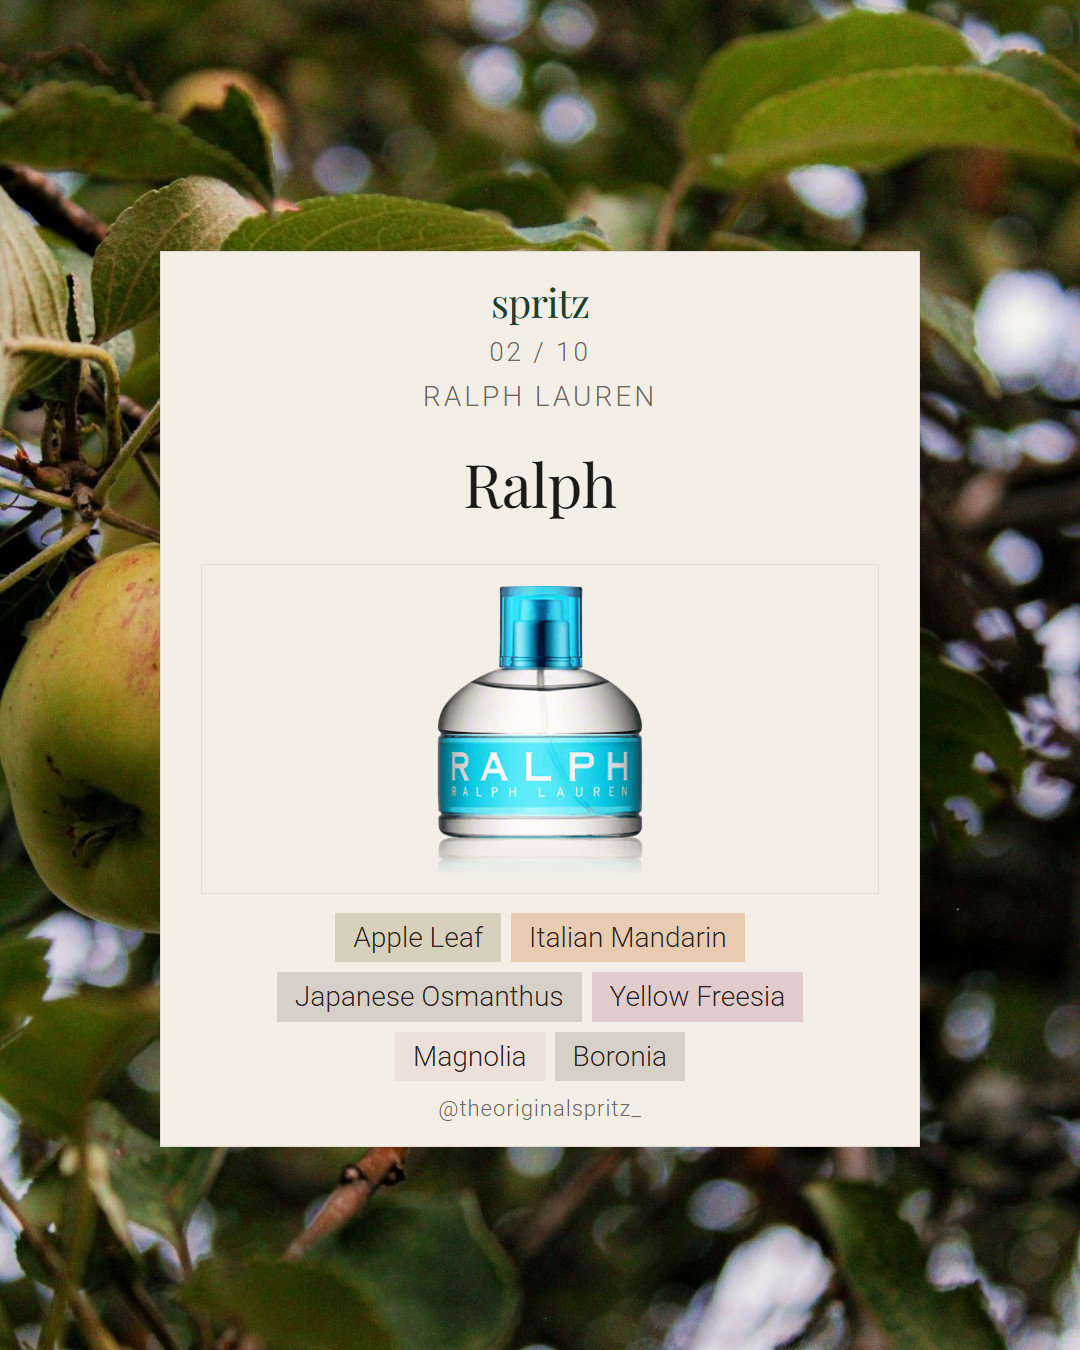 spritz
02 / 10
RALPH LAUREN
Ralph
RALPH
RALPH LAUREN
Apple Leaf Italian Mandarin
Japanese Osmanthus Yellow Freesia
Magnolia Boronia
@theoriginalspritz_